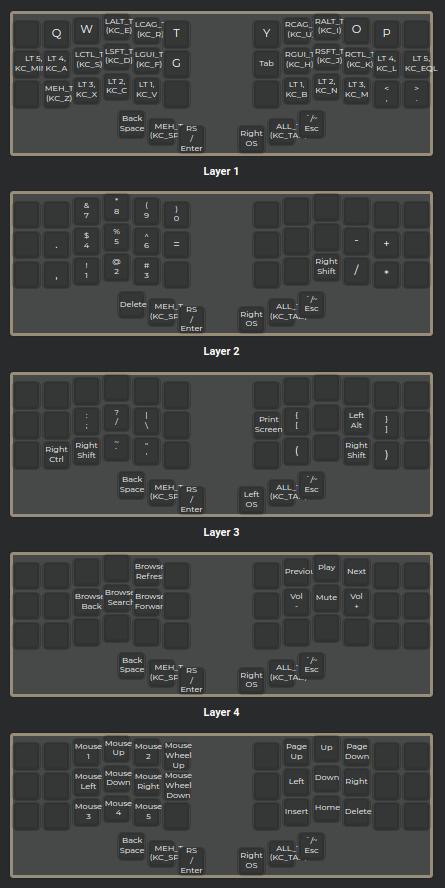 Q W LALT_T (KC_E) LCAG_T (KC_R) T Y RCAG_ (KC_U) RALT_T (KC_I) O P
LT 5, KC_MIN LT 4, KC_A LCTL_T (KC_S) LSFT_T (KC_D) LGUI_T (KC_F) G Tab RGUI_T (KC_H) RSFT_T (KC_J) RCTL_T (KC_K) LT 4, KC_L LT 5, KC_EQL
MEH_T (KC_Z) LT 3, KC_X LT 2, KC_C LT 1, KC_V LT 1, KC_B LT 2, KC_N LT 3, KC_M < , > .
Back Space MEH_T (KC_SP RS / Enter Right OS ALL_T (KC_TA ` /~ Esc
Layer 1
& 7 * 8 ( 9 ) 0
. $ 4 % 5 ^ 6 = - +
, ! 1 @ 2 # 3 Right Shift / *
Delete MEH_T (KC_SP RS / Enter Right OS ALL_T (KC_TA ` /~ Esc
Layer 2
: ; ? / | \ Print Screen { [ Left Alt } ]
Right Ctrl Right Shift ~ ` " ' ( Right Shift )
Back Space MEH_T (KC_SP RS / Enter Left OS ALL_T (KC_TA ` /~ Esc
Layer 3
Browse Refres Previou Play Next
Browse Back Browse Search Browse Forwar Vol - Mute Vol +
Back Space MEH_T (KC_SP RS / Enter Right OS ALL_T (KC_TA ` /~ Esc
Layer 4
Mouse 1 Mouse Up Mouse 2 Mouse Wheel Up Page Up Up Page Down
Mouse Left Mouse Down Mouse Right Mouse Wheel Down Left Down Right
Mouse 3 Mouse 4 Mouse 5 Insert Home Delete
Back Space MEH_T (KC_SP RS / Enter Right OS ALL_T (KC_TA ` /~ Esc